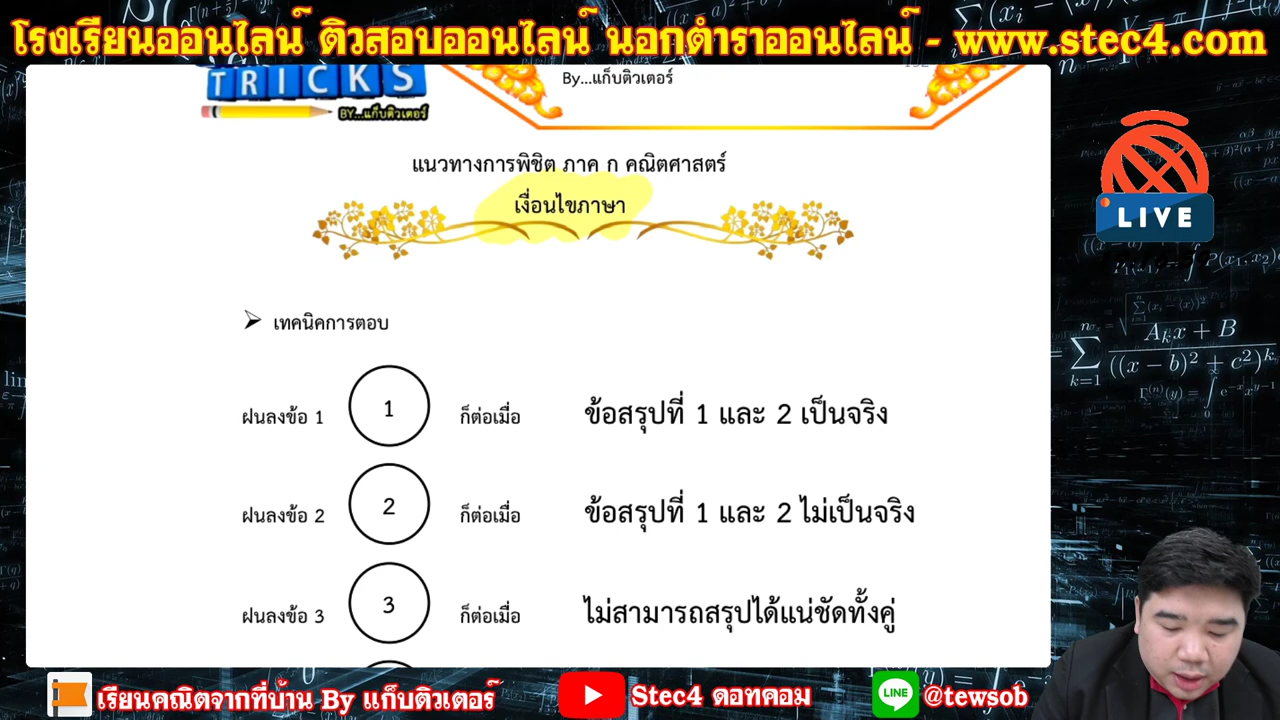 โรงเรียนออนไลน์ ติวสอบออนไลน์ นอกตำราออนไลน์ - www.stec4.com
TRICKS
BY...แก็บติวเตอร์
By...แก็บติวเตอร์
แนวทางการพิชิต ภาค ก คณิตศาสตร์
เงื่อนไขภาษา
LIVE
➢ เทคนิคการตอบ
ฝนลงข้อ 1 1 ก็ต่อเมื่อ ข้อสรุปที่ 1 และ 2 เป็นจริง
ฝนลงข้อ 2 2 ก็ต่อเมื่อ ข้อสรุปที่ 1 และ 2 ไม่เป็นจริง
ฝนลงข้อ 3 3 ก็ต่อเมื่อ ไม่สามารถสรุปได้แน่ชัดทั้งคู่
เรียนคณิตจากที่บ้าน By แก็บติวเตอร์
Stec4 ดอทคอม
LINE
@tewsob